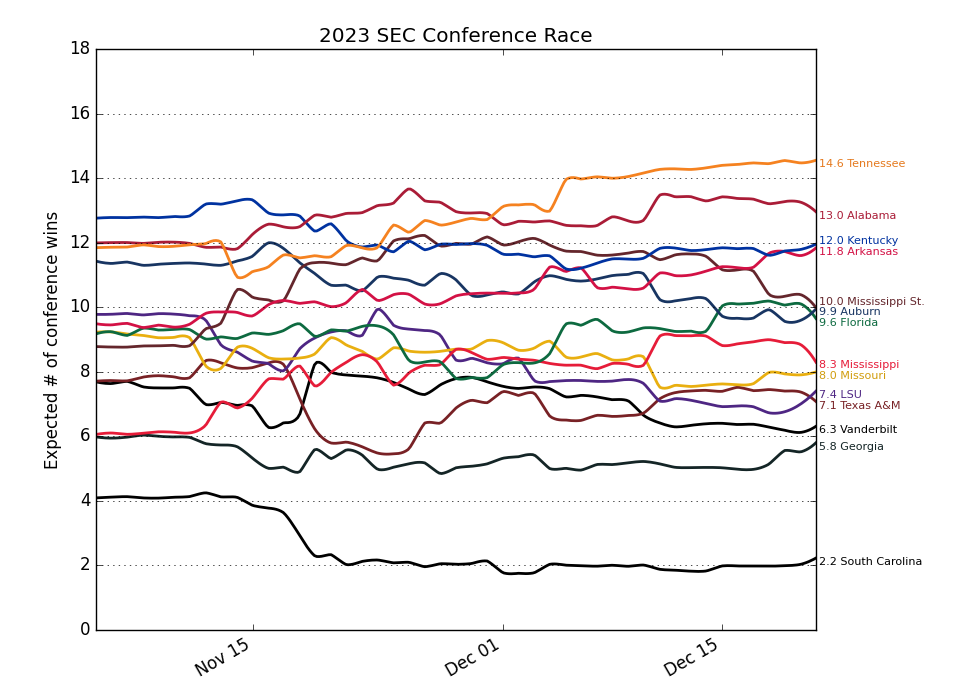 2023 SEC Conference Race
Expected # of conference wins
18
16
14
12
10
8
6
4
2
0
Nov 15
Dec 01
Dec 15
14.6 Tennessee
13.0 Alabama
12.0 Kentucky
11.8 Arkansas
10.0 Mississippi St.
9.9 Auburn
9.6 Florida
8.3 Mississippi
8.0 Missouri
7.4 LSU
7.1 Texas A&M
6.3 Vanderbilt
5.8 Georgia
2.2 South Carolina